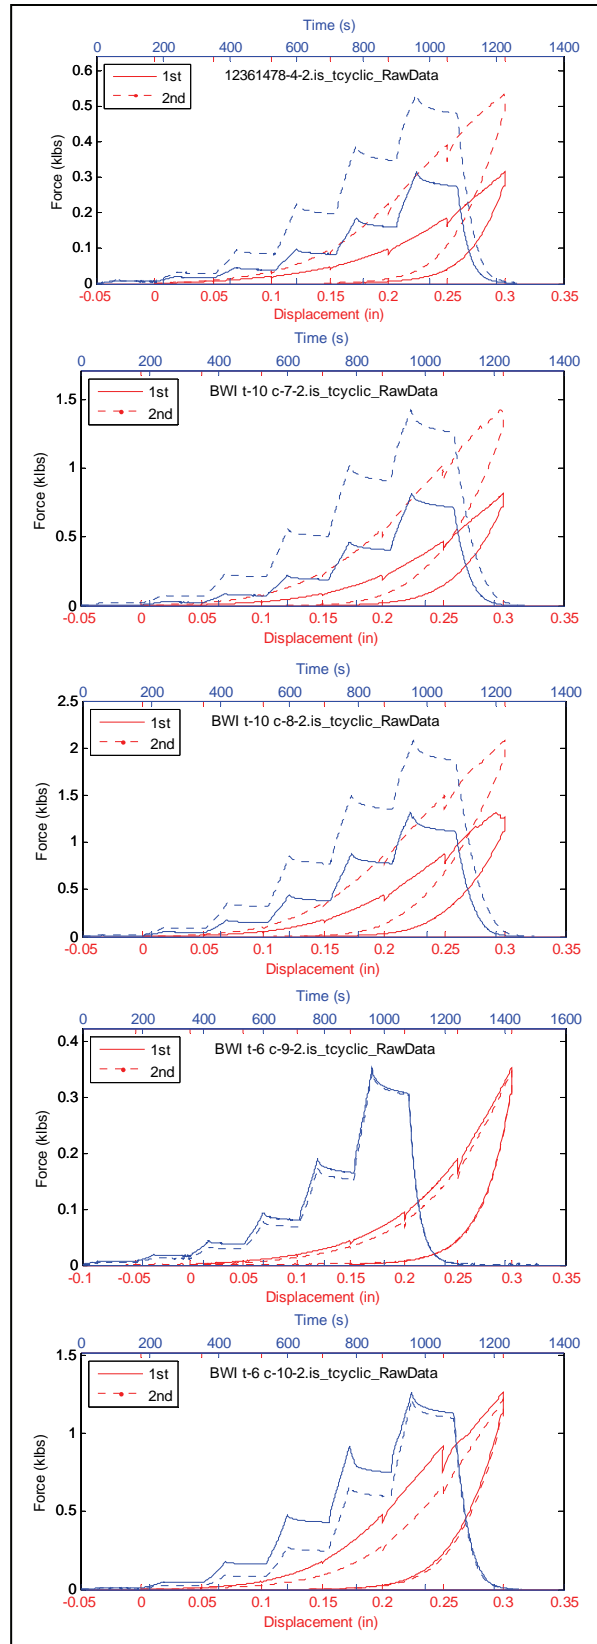 Time (s)
0 200 400 600 800 1000 1200 1400
0.6
0.5
0.4
0.3
0.2
0.1
0
Force (klbs)
1st
2nd
12361478-4-2.is_tcyclic_RawData
-0.05 0 0.05 0.1 0.15 0.2 0.25 0.3 0.35
Displacement (in)
Time (s)
0 200 400 600 800 1000 1200 1400
1.5
1
0.5
0
Force (klbs)
1st
2nd
BWI t-10 c-7-2.is_tcyclic_RawData
-0.05 0 0.05 0.1 0.15 0.2 0.25 0.3 0.35
Displacement (in)
Time (s)
0 200 400 600 800 1000 1200 1400
2.5
2
1.5
1
0.5
0
Force (klbs)
1st
2nd
BWI t-10 c-8-2.is_tcyclic_RawData
-0.05 0 0.05 0.1 0.15 0.2 0.25 0.3 0.35
Displacement (in)
Time (s)
0 200 400 600 800 1000 1200 1400 1600
0.4
0.3
0.2
0.1
0
Force (klbs)
1st
2nd
BWI t-6 c-9-2.is_tcyclic_RawData
-0.1 -0.05 0 0.05 0.1 0.15 0.2 0.25 0.3 0.35
Displacement (in)
Time (s)
0 200 400 600 800 1000 1200 1400
1.5
1
0.5
0
Force (klbs)
1st
2nd
BWI t-6 c-10-2.is_tcyclic_RawData
-0.05 0 0.05 0.1 0.15 0.2 0.25 0.3 0.35
Displacement (in)